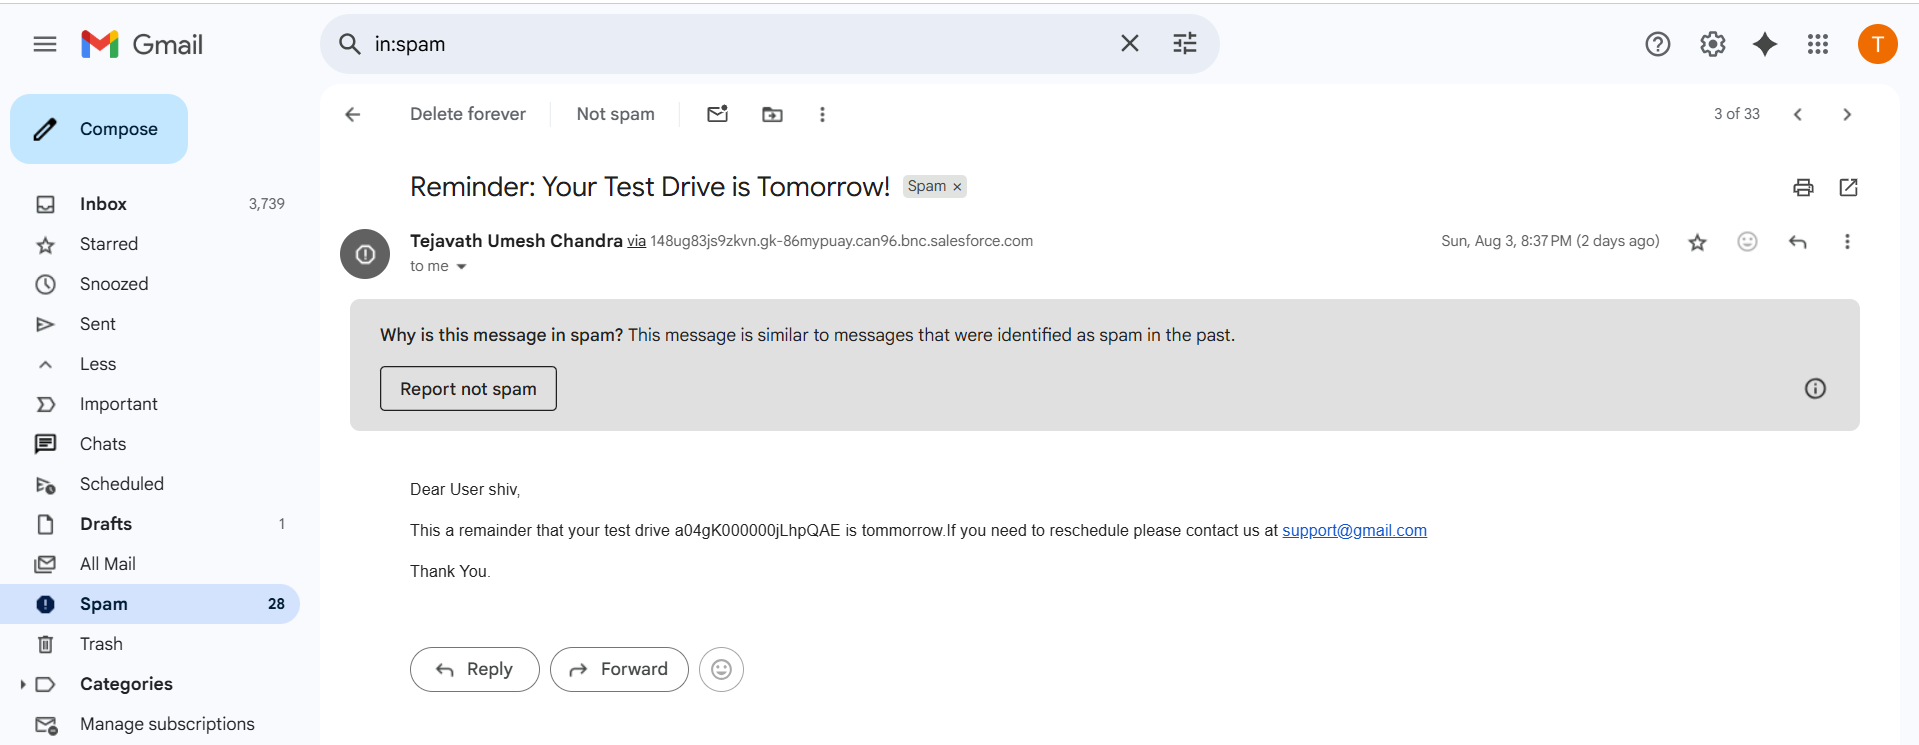 Gmail
in:spam
T
Compose
Delete forever
Not spam
3 of 33
Inbox 3,739
Starred
Snoozed
Sent
Less
Important
Chats
Scheduled
Drafts 1
All Mail
Spam 28
Trash
Categories
Manage subscriptions
Reminder: Your Test Drive is Tomorrow! Spam ×
Tejavath Umesh Chandra via 148ug83js9zkvn.gk-86mypuay.can96.bnc.salesforce.com
Sun, Aug 3, 8:37 PM (2 days ago)
to me
Why is this message in spam? This message is similar to messages that were identified as spam in the past.
Report not spam
Dear User shiv,
This a remainder that your test drive a04gK000000jLhpQAE is tommorrow.If you need to reschedule please contact us at support@gmail.com
Thank You.
Reply
Forward